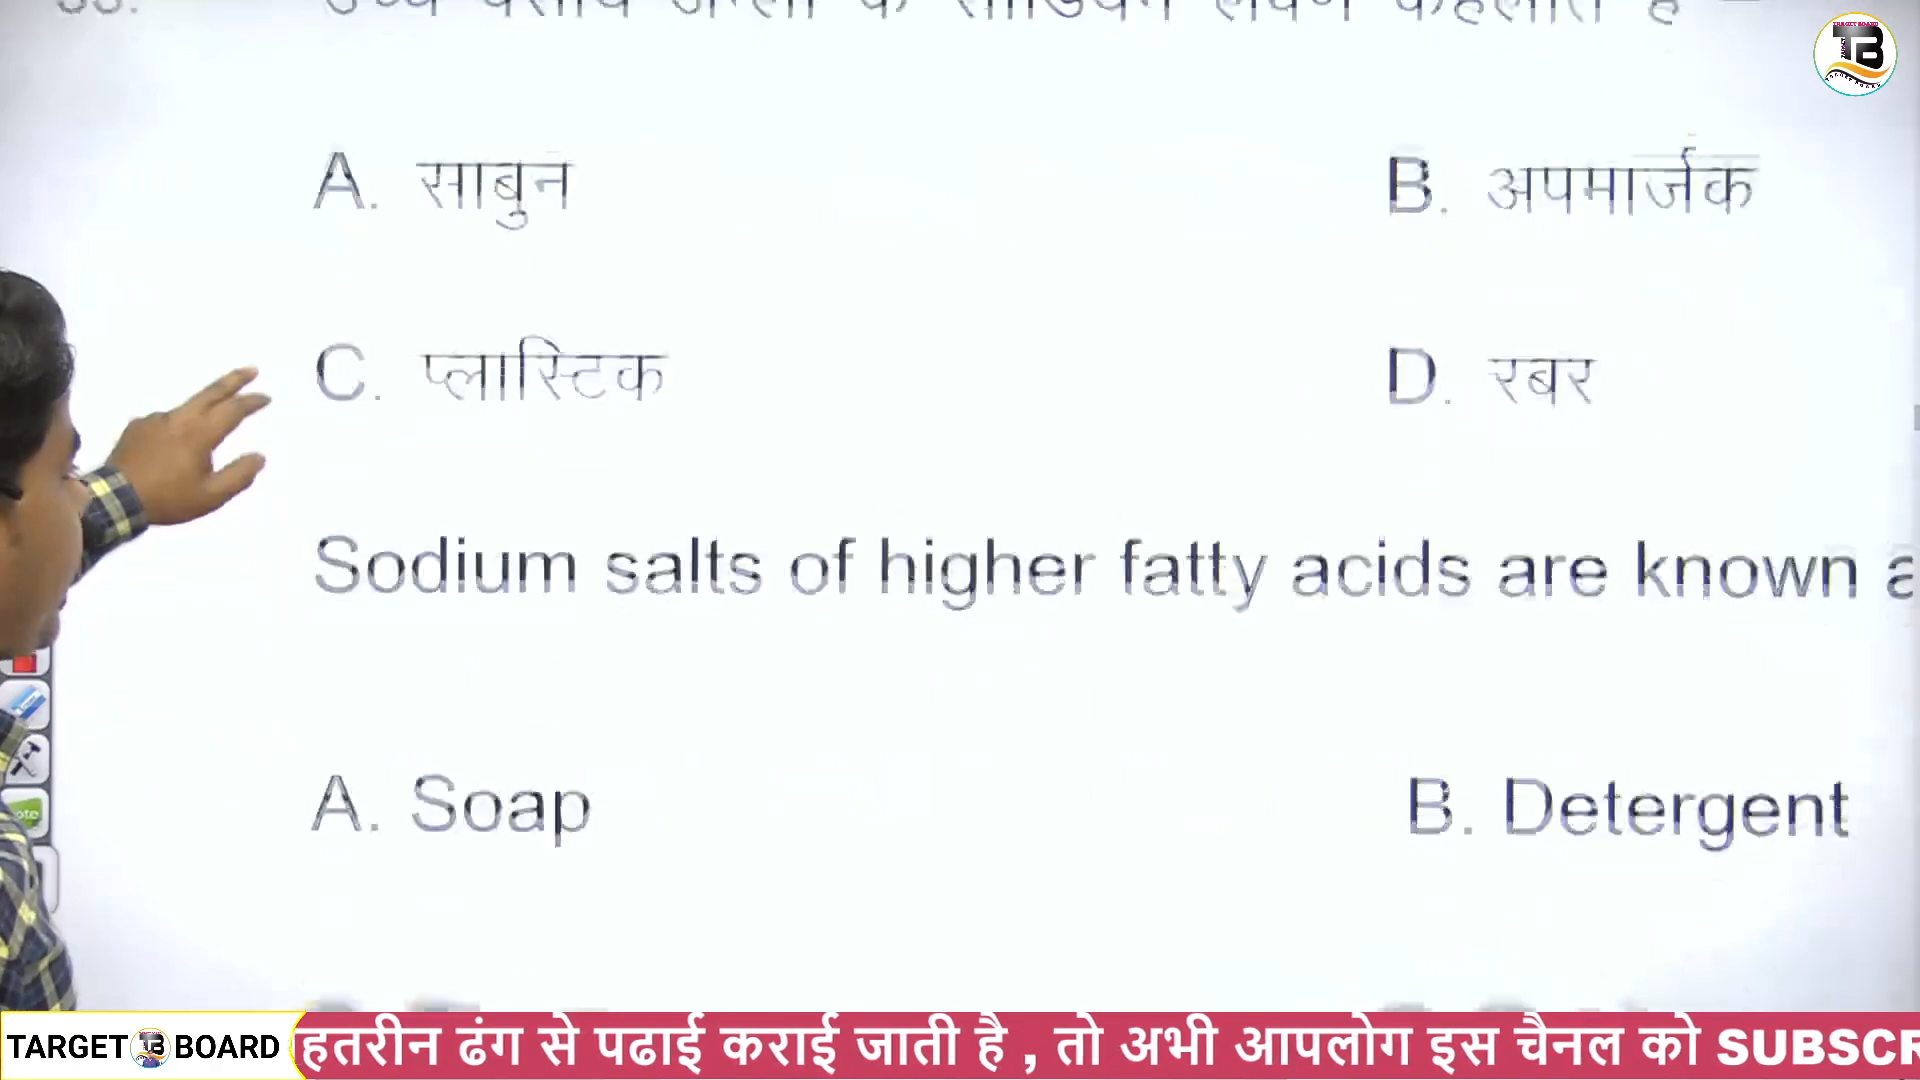 A. साबुन
B. अपमार्जक
C. प्लास्टिक
D. रबर
Sodium salts of higher fatty acids are known
A. Soap
B. Detergent
TARGET BOARD
हतरीन ढंग से पढाई कराई जाती है , तो अभी आपलोग इस चैनल को SUBSCR